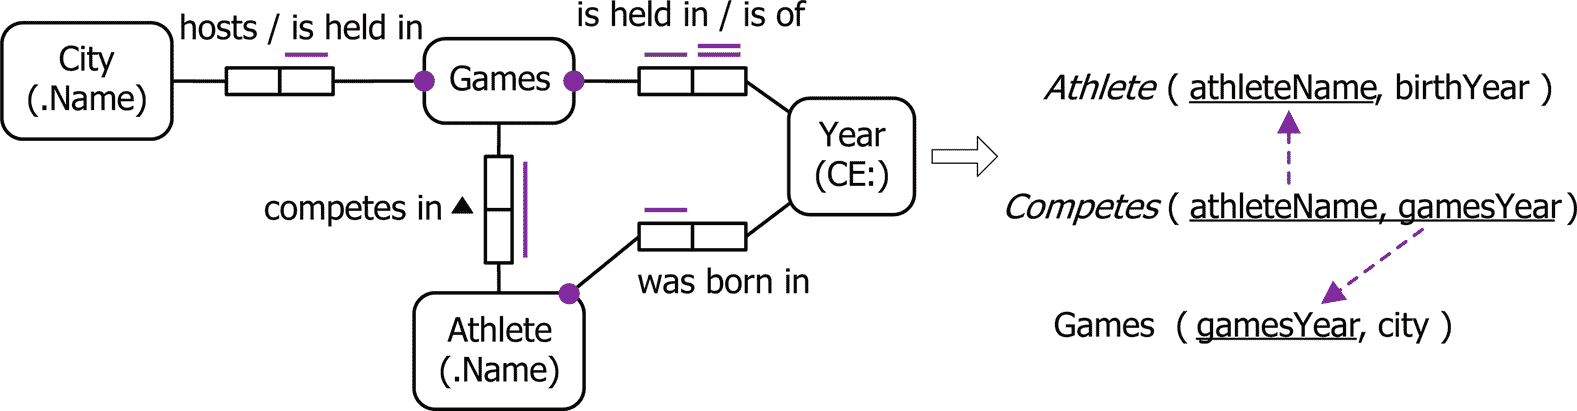 hosts / is held in
is held in / is of
City
(.Name)
Games
Year
(CE:)
competes in
was born in
Athlete
(.Name)
Athlete ( athleteName, birthYear )
Competes ( athleteName, gamesYear)
Games ( gamesYear, city )